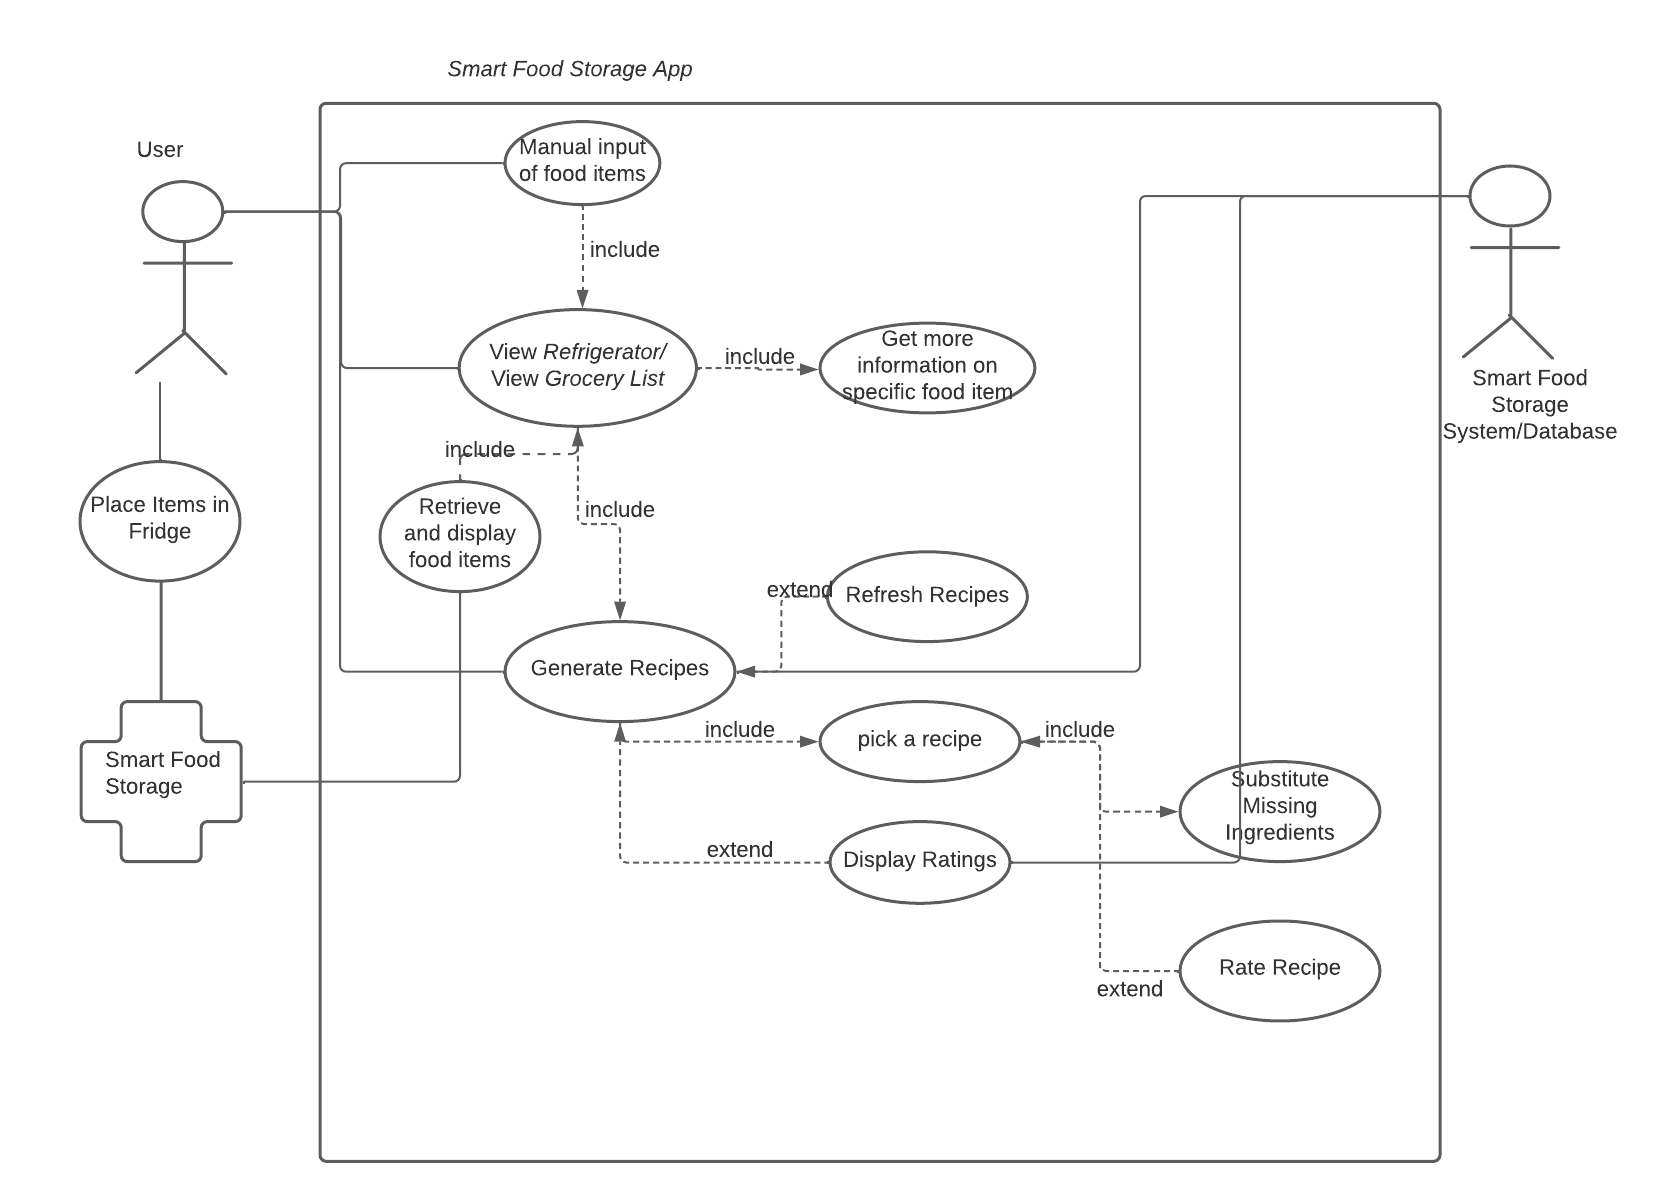 Smart Food Storage App
User
Manual input
of food items
include
View Refrigerator/
View Grocery List
include
Get more
information on
specific food item
Smart Food
Storage
System/Database
include
Place Items in
Fridge
Retrieve
and display
food items
include
extend
Refresh Recipes
Generate Recipes
include
pick a recipe
include
Smart Food
Storage
Substitute
Missing
Ingredients
extend
Display Ratings
Rate Recipe
extend